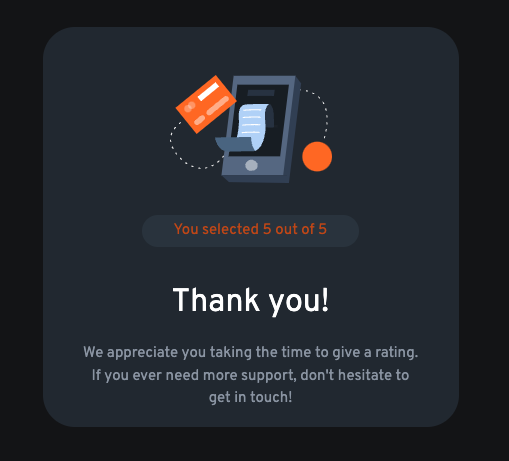 You selected 5 out of 5
Thank you!
We appreciate you taking the time to give a rating.
If you ever need more support, don't hesitate to
get in touch!